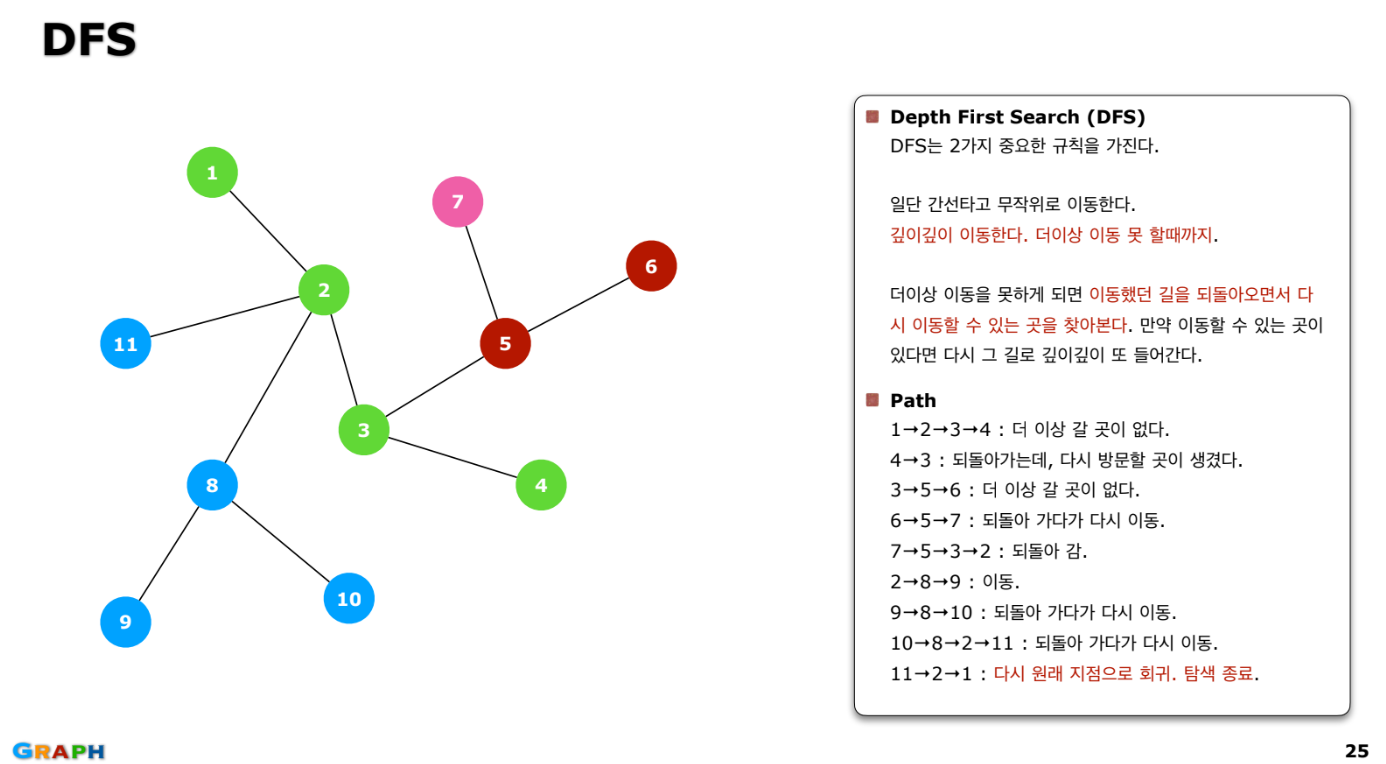 DFS
1
7
6
2
11
5
3
8
4
10
9
Depth First Search (DFS)
DFS는 2가지 중요한 규칙을 가진다.
일단 간선타고 무작위로 이동한다.
깊이깊이 이동한다. 더이상 이동 못 할때까지.
더이상 이동을 못하게 되면 이동했던 길을 되돌아오면서 다
시 이동할 수 있는 곳을 찾아본다. 만약 이동할 수 있는 곳이
있다면 다시 그 길로 깊이깊이 또 들어간다.
Path
1→2→3→4 : 더 이상 갈 곳이 없다.
4→3 : 되돌아가는데, 다시 방문할 곳이 생겼다.
3→5→6 : 더 이상 갈 곳이 없다.
6→5→7 : 되돌아 가다가 다시 이동.
7→5→3→2 : 되돌아 감.
2→8→9 : 이동.
9→8→10 : 되돌아 가다가 다시 이동.
10→8→2→11 : 되돌아 가다가 다시 이동.
11→2→1 : 다시 원래 지점으로 회귀. 탐색 종료.
GRAPH
25